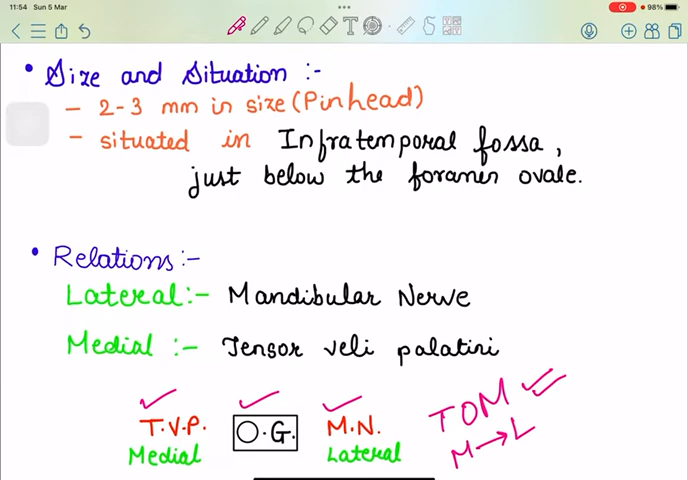 11:54 Sun 5 Mar
98%
• Size and Situation :-
- 2-3 mm in size (Pinhead)
- situated in Infratemporal fossa,
just below the foramen ovale.
• Relations :-
Lateral :- Mandibular Nerve
Medial :- Tensor veli palatini
T.V.P. O.G. M.N.
Medial Lateral
TOM
M→L